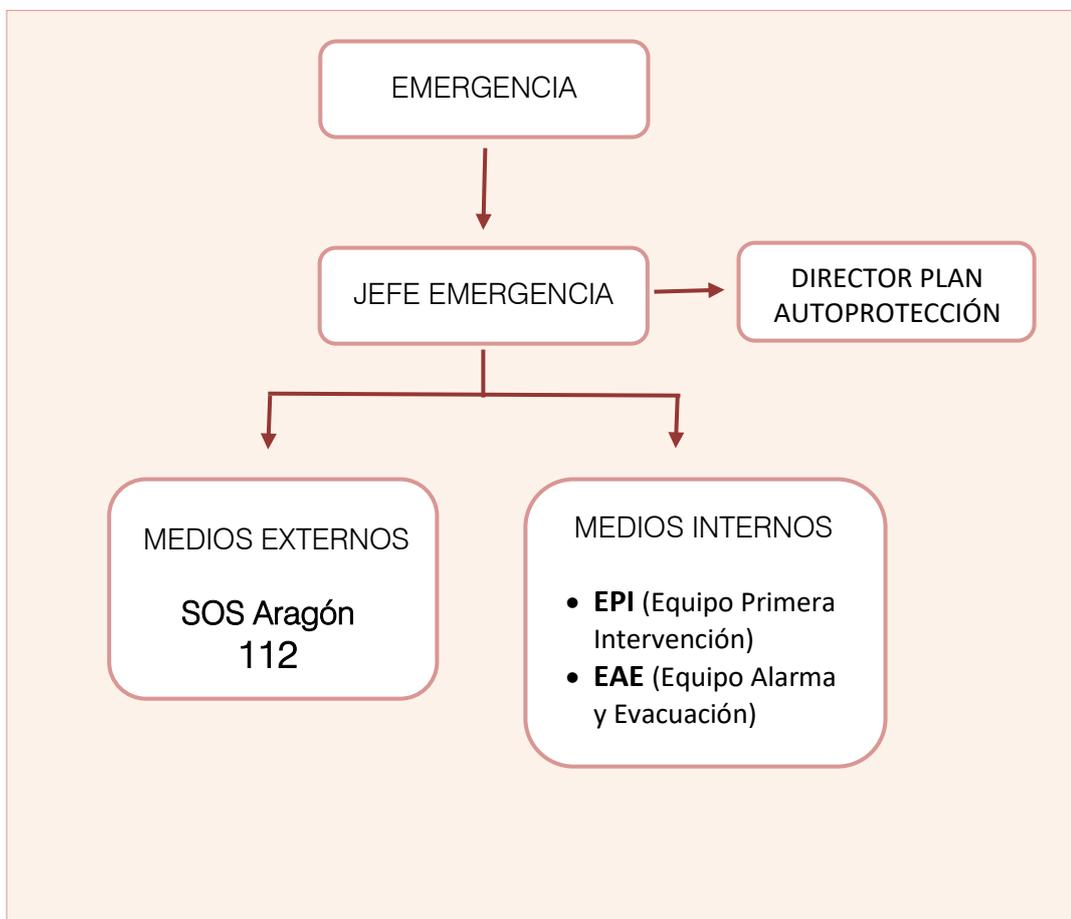 EMERGENCIA
JEFE EMERGENCIA
DIRECTOR PLAN
AUTOPROTECCIÓN
MEDIOS EXTERNOS
SOS Aragón
112
MEDIOS INTERNOS
• EPI (Equipo Primera
Intervención)
• EAE (Equipo Alarma
y Evacuación)